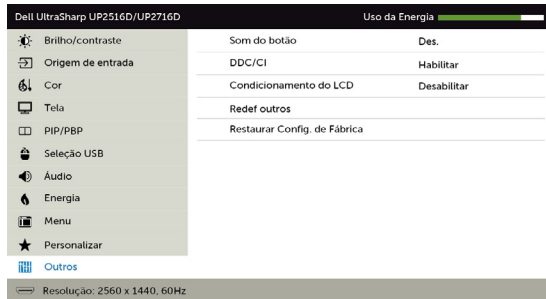 Dell UltraSharp UP2516D/UP2716D Uso da Energia
Brilho/contraste
Origem de entrada
Cor
Tela
PIP/PBP
Seleção USB
Áudio
Energia
Menu
Personalizar
Outros
Som do botão Des.
DDC/CI Habilitar
Condicionamento do LCD Desabilitar
Redef outros
Restaurar Config. de Fábrica
Resolução: 2560 x 1440, 60Hz